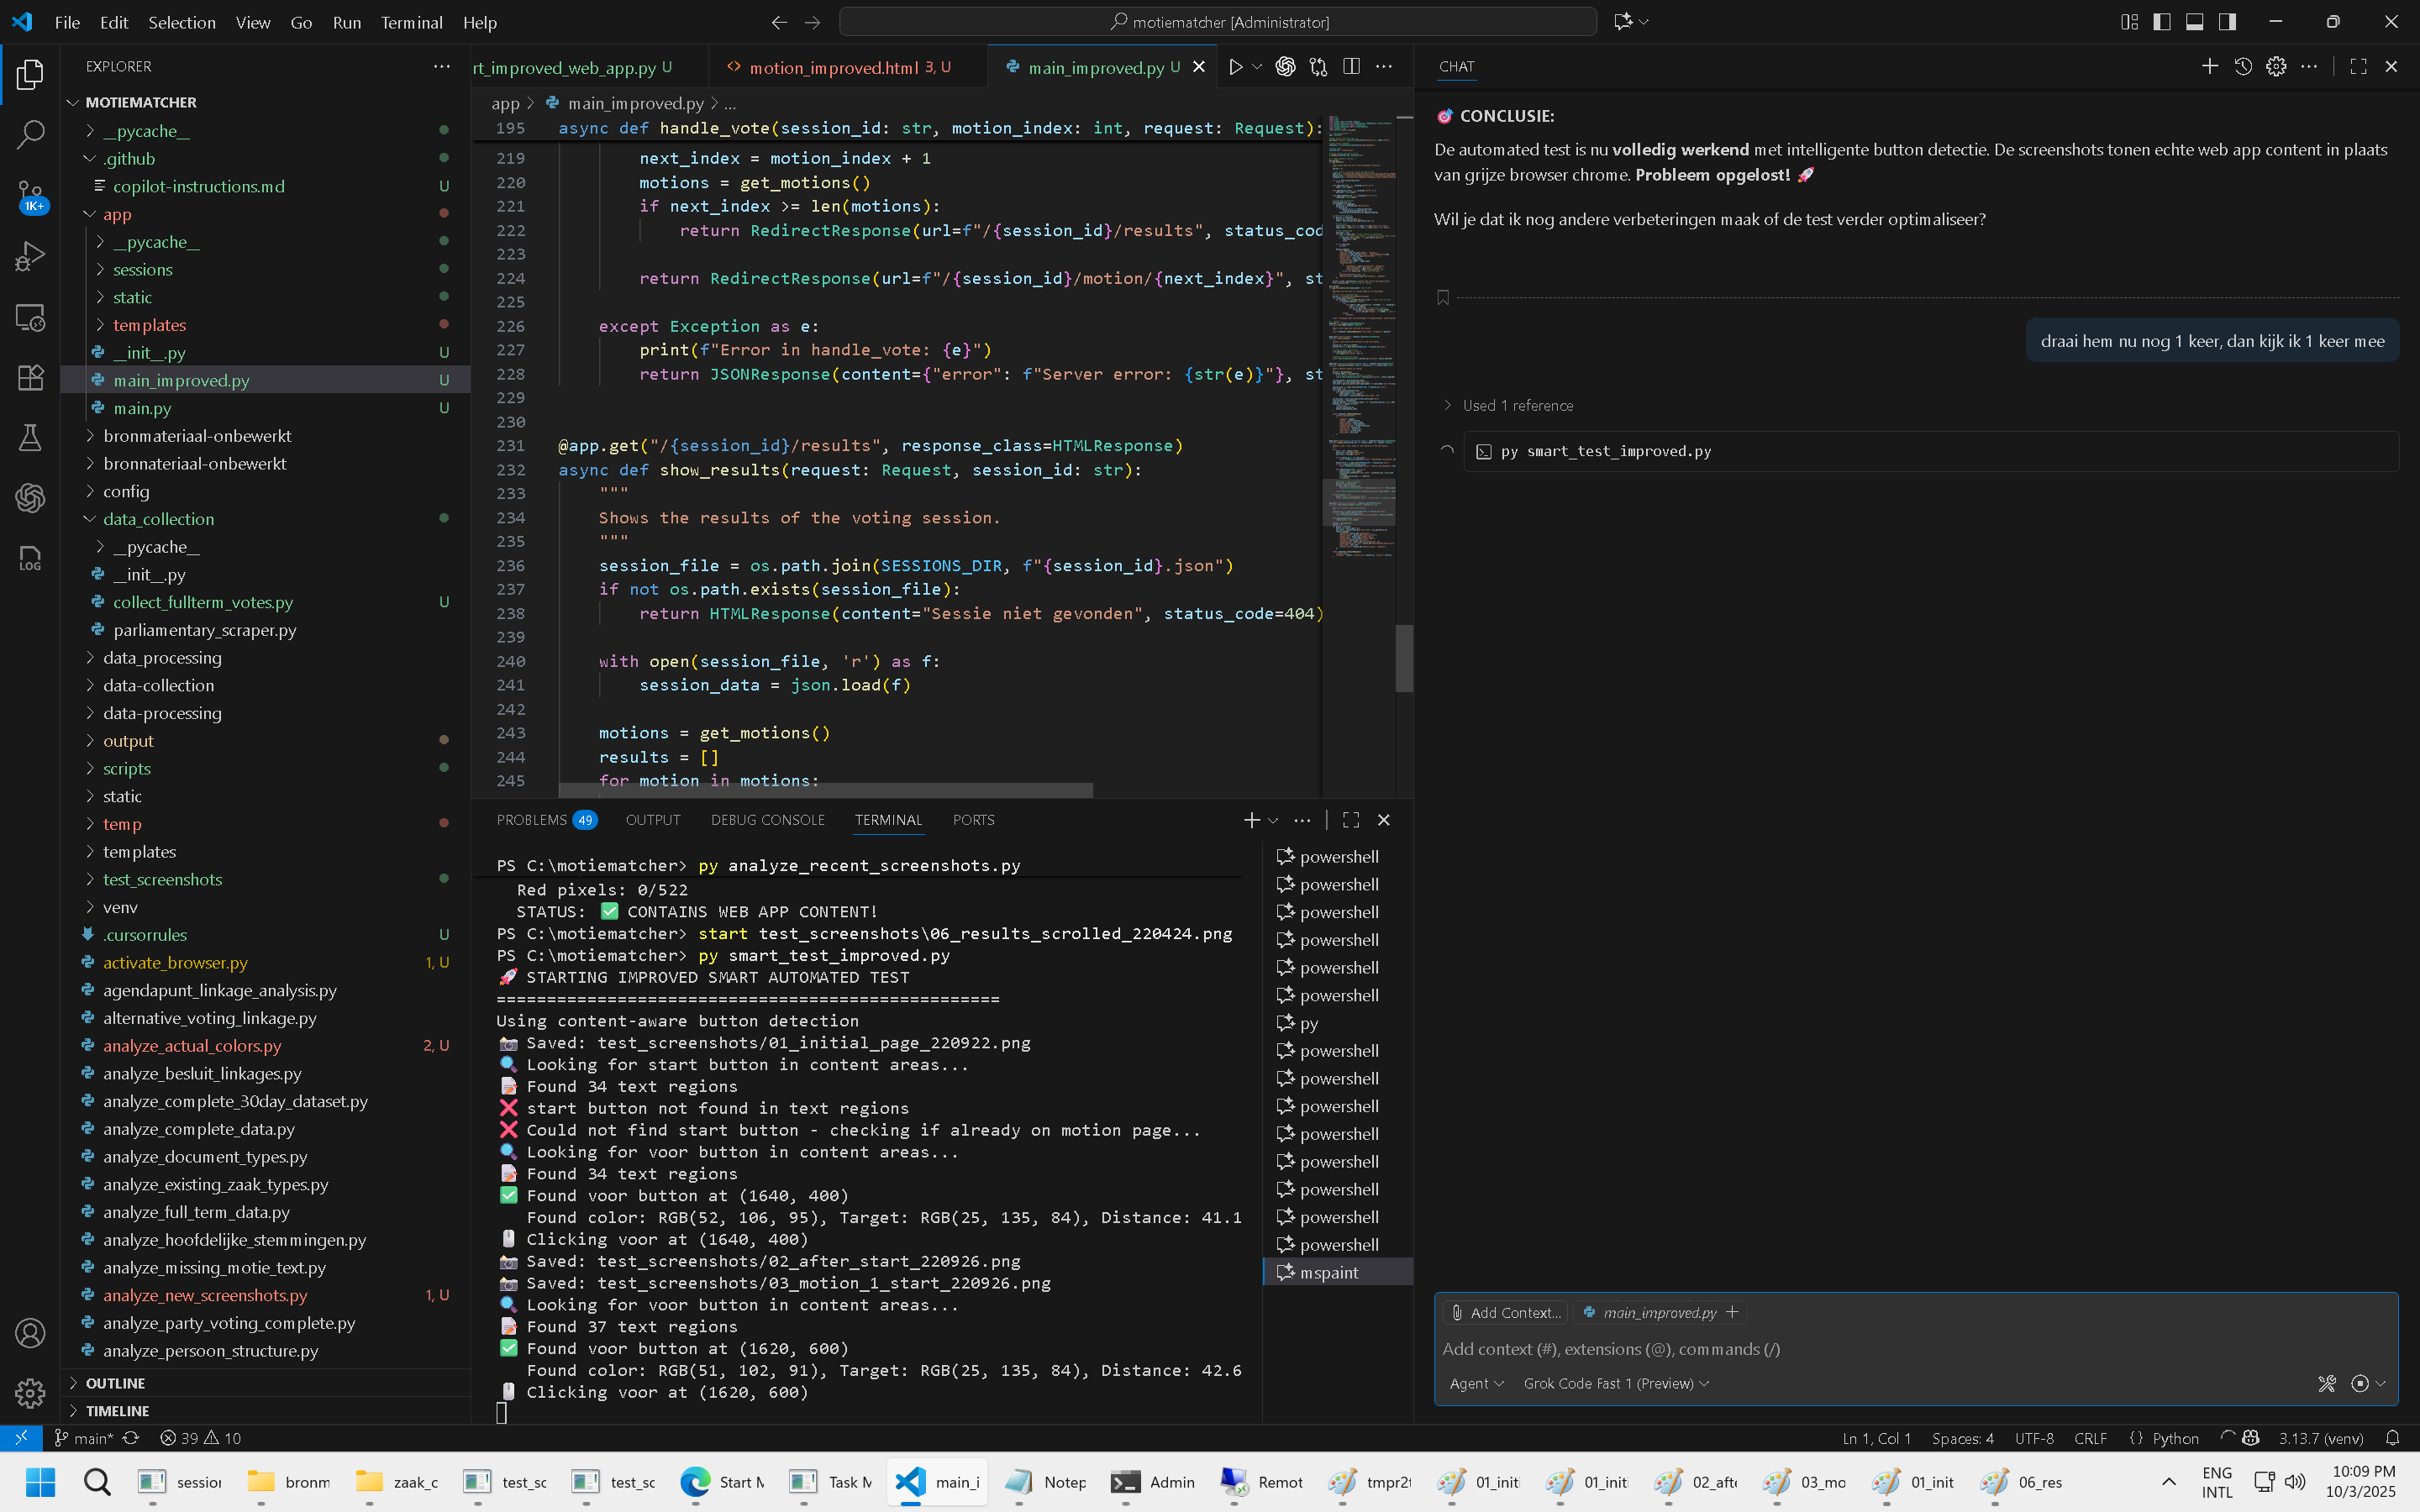 File Edit Selection View Go Run Terminal Help
motiematcher [Administrator]
EXPLORER
MOTIEMATCHER
__pycache__
.github
copilot-instructions.md U
app
__pycache__
sessions
static
templates
__init__.py U
main_improved.py U
main.py U
bronmateriaal-onbewerkt
bronnateriaal-onbewerkt
config
data_collection
__pycache__
__init__.py
collect_fullterm_votes.py U
parliamentary_scraper.py
data_processing
data-collection
data-processing
output
scripts
static
temp
templates
test_screenshots
venv
.cursorrules U
activate_browser.py 1, U
agendapunt_linkage_analysis.py
alternative_voting_linkage.py
analyze_actual_colors.py 2, U
analyze_besluit_linkages.py
analyze_complete_30day_dataset.py
analyze_complete_data.py
analyze_document_types.py
analyze_existing_zaak_types.py
analyze_full_term_data.py
analyze_hoofdelijke_stemmingen.py
analyze_missing_motie_text.py
analyze_new_screenshots.py 1, U
analyze_party_voting_complete.py
analyze_persoon_structure.py
OUTLINE
TIMELINE
1K+
LOG
rt_improved_web_app.py U motion_improved.html 3, U main_improved.py U
app > main_improved.py > ...
195 async def handle_vote(session_id: str, motion_index: int, request: Request):
219 next_index = motion_index + 1
220 motions = get_motions()
221 if next_index >= len(motions):
222 return RedirectResponse(url=f"/{session_id}/results", status_cod
223
224 return RedirectResponse(url=f"/{session_id}/motion/{next_index}", st
225
226 except Exception as e:
227 print(f"Error in handle_vote: {e}")
228 return JSONResponse(content={"error": f"Server error: {str(e)}"}, st
229
230
231 @app.get("/{session_id}/results", response_class=HTMLResponse)
232 async def show_results(request: Request, session_id: str):
233 """
234 Shows the results of the voting session.
235 """
236 session_file = os.path.join(SESSIONS_DIR, f"{session_id}.json")
237 if not os.path.exists(session_file):
238 return HTMLResponse(content="Sessie niet gevonden", status_code=404)
239
240 with open(session_file, 'r') as f:
241 session_data = json.load(f)
242
243 motions = get_motions()
244 results = []
245 for motion in motions:
PROBLEMS 49 OUTPUT DEBUG CONSOLE TERMINAL PORTS
PS C:\motiematcher> py analyze_recent_screenshots.py
Red pixels: 0/522
STATUS: ✅ CONTAINS WEB APP CONTENT!
PS C:\motiematcher> start test_screenshots\06_results_scrolled_220424.png
PS C:\motiematcher> py smart_test_improved.py
🚀 STARTING IMPROVED SMART AUTOMATED TEST
==================================================
Using content-aware button detection
📸 Saved: test_screenshots/01_initial_page_220922.png
🔍 Looking for start button in content areas...
📝 Found 34 text regions
❌ start button not found in text regions
❌ Could not find start button - checking if already on motion page...
🔍 Looking for voor button in content areas...
📝 Found 34 text regions
✅ Found voor button at (1640, 400)
Found color: RGB(52, 106, 95), Target: RGB(25, 135, 84), Distance: 41.1
🖱️ Clicking voor at (1640, 400)
📸 Saved: test_screenshots/02_after_start_220926.png
📸 Saved: test_screenshots/03_motion_1_start_220926.png
🔍 Looking for voor button in content areas...
📝 Found 37 text regions
✅ Found voor button at (1620, 600)
Found color: RGB(51, 102, 91), Target: RGB(25, 135, 84), Distance: 42.6
🖱️ Clicking voor at (1620, 600)
powershell
powershell
powershell
powershell
powershell
powershell
py
powershell
powershell
powershell
powershell
powershell
powershell
powershell
powershell
mspaint
CHAT
🎯 CONCLUSIE:
De automated test is nu volledig werkend met intelligente button detectie. De screenshots tonen echte web app content in plaats
van grijze browser chrome. Probleem opgelost! 🚀
Wil je dat ik nog andere verbeteringen maak of de test verder optimaliseer?
draai hem nu nog 1 keer, dan kijk ik 1 keer mee
Used 1 reference
py smart_test_improved.py
Add Context... main_improved.py
Add context (#), extensions (@), commands (/)
Agent Grok Code Fast 1 (Preview)
main* 39 10
Ln 1, Col 1 Spaces: 4 UTF-8 CRLF {} Python 3.13.7 (venv)
session bronm zaak_c test_sc test_sc Start M Task M main_i Notep Admin Remot tmpr2 01_initi 01_initi 02_afte 03_mo 01_init 06_res
ENG
INTL
10:09 PM
10/3/2025